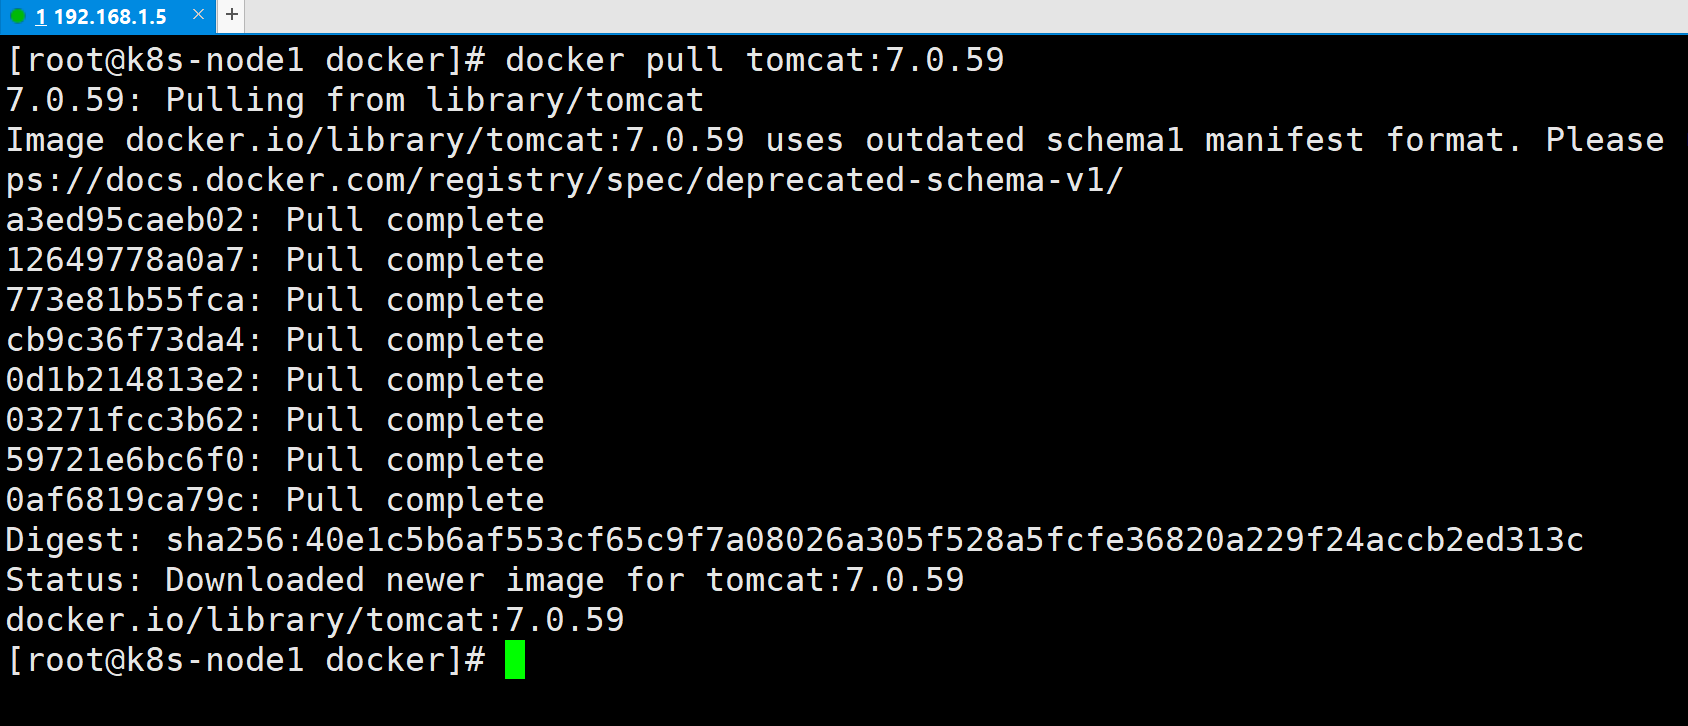 1 192.168.1.5 × +
[root@k8s-node1 docker]# docker pull tomcat:7.0.59
7.0.59: Pulling from library/tomcat
Image docker.io/library/tomcat:7.0.59 uses outdated schema1 manifest format. Please
ps://docs.docker.com/registry/spec/deprecated-schema-v1/
a3ed95caeb02: Pull complete
12649778a0a7: Pull complete
773e81b55fca: Pull complete
cb9c36f73da4: Pull complete
0d1b214813e2: Pull complete
03271fcc3b62: Pull complete
59721e6bc6f0: Pull complete
0af6819ca79c: Pull complete
Digest: sha256:40e1c5b6af553cf65c9f7a08026a305f528a5fcfe36820a229f24accb2ed313c
Status: Downloaded newer image for tomcat:7.0.59
docker.io/library/tomcat:7.0.59
[root@k8s-node1 docker]#